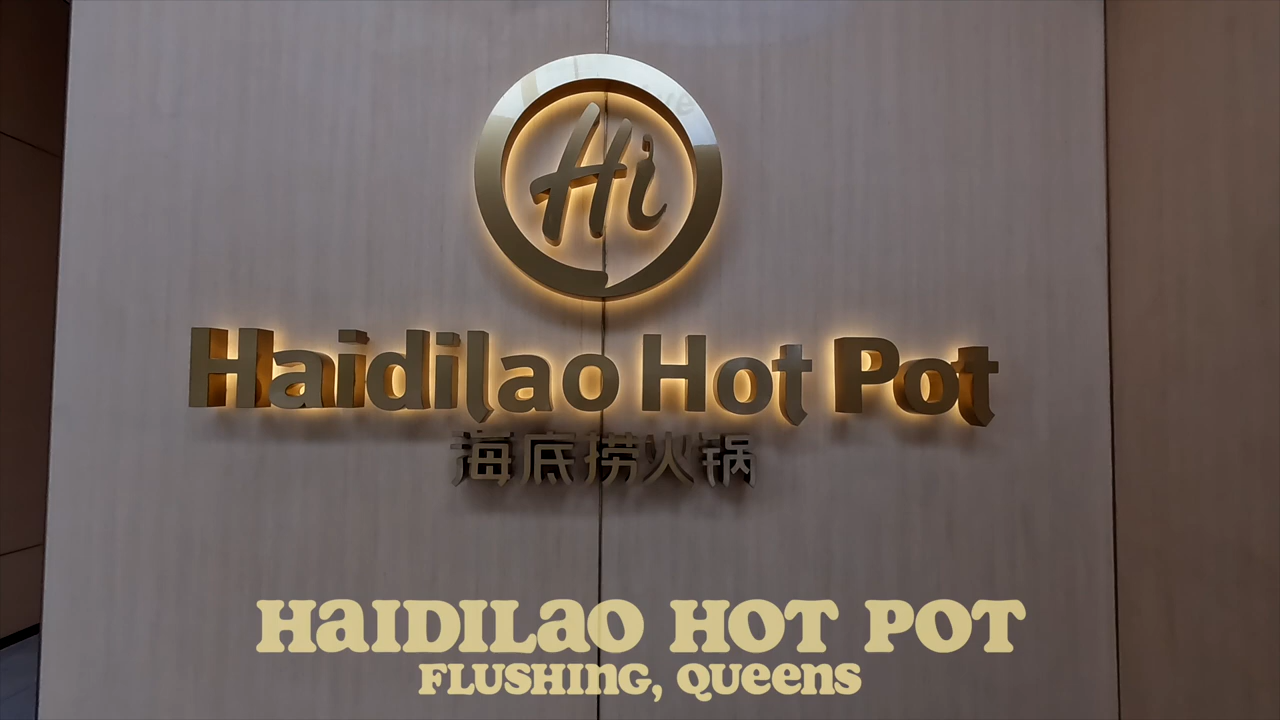 Hi
Haidilao Hot Pot
海底捞火锅
HaIDILaO HOT POT
FLUSHInG, QUeenS